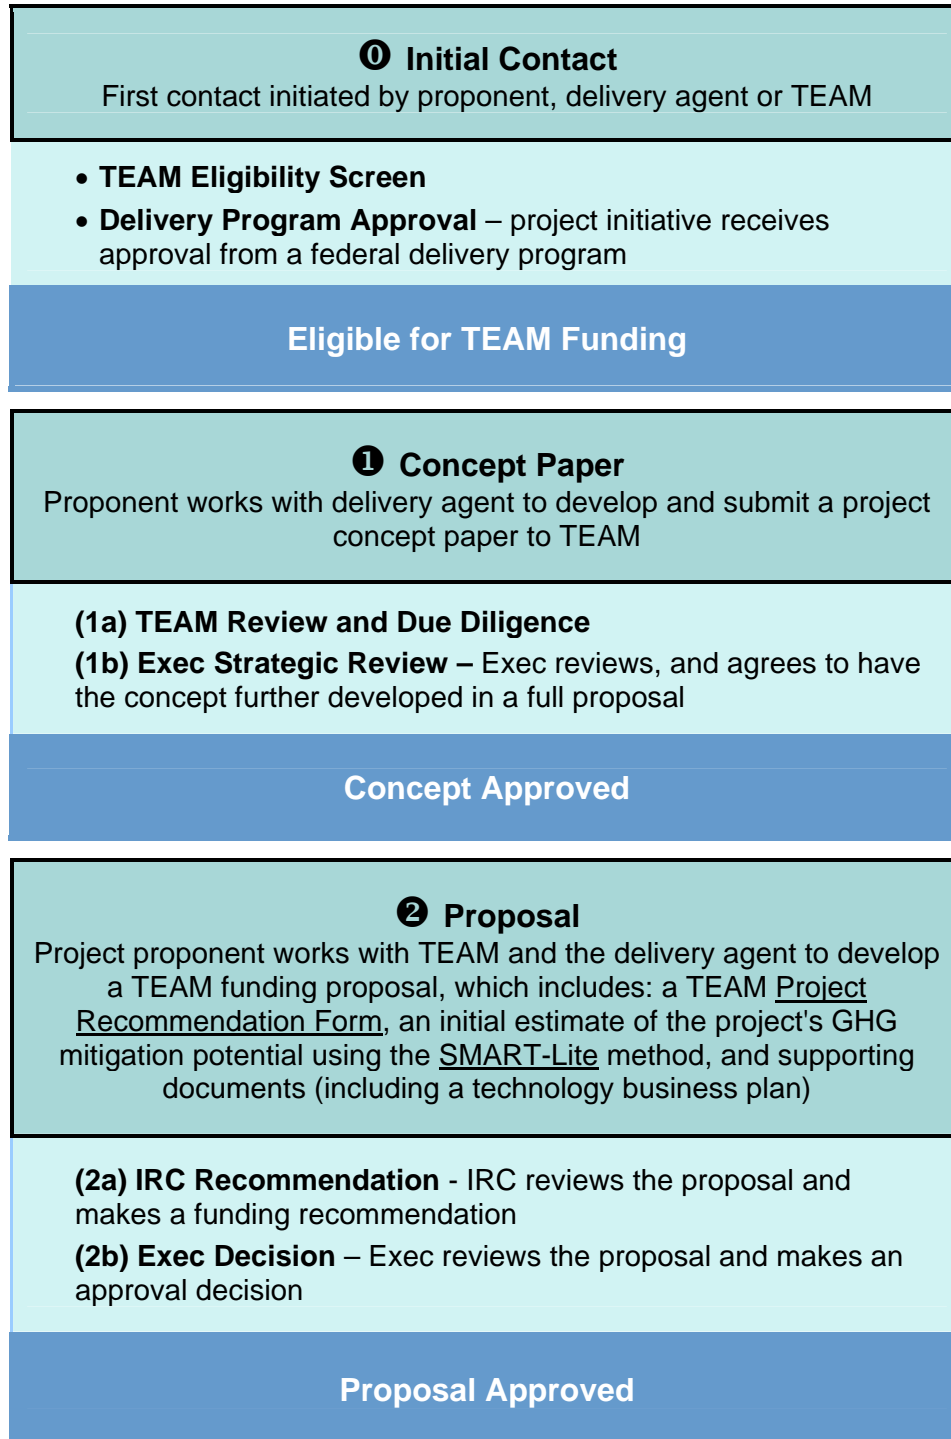 ⓿ Initial Contact
First contact initiated by proponent, delivery agent or TEAM
• TEAM Eligibility Screen
• Delivery Program Approval – project initiative receives
approval from a federal delivery program
Eligible for TEAM Funding
❶ Concept Paper
Proponent works with delivery agent to develop and submit a project
concept paper to TEAM
(1a) TEAM Review and Due Diligence
(1b) Exec Strategic Review – Exec reviews, and agrees to have
the concept further developed in a full proposal
Concept Approved
❷ Proposal
Project proponent works with TEAM and the delivery agent to develop
a TEAM funding proposal, which includes: a TEAM Project
Recommendation Form, an initial estimate of the project's GHG
mitigation potential using the SMART-Lite method, and supporting
documents (including a technology business plan)
(2a) IRC Recommendation - IRC reviews the proposal and
makes a funding recommendation
(2b) Exec Decision – Exec reviews the proposal and makes an
approval decision
Proposal Approved